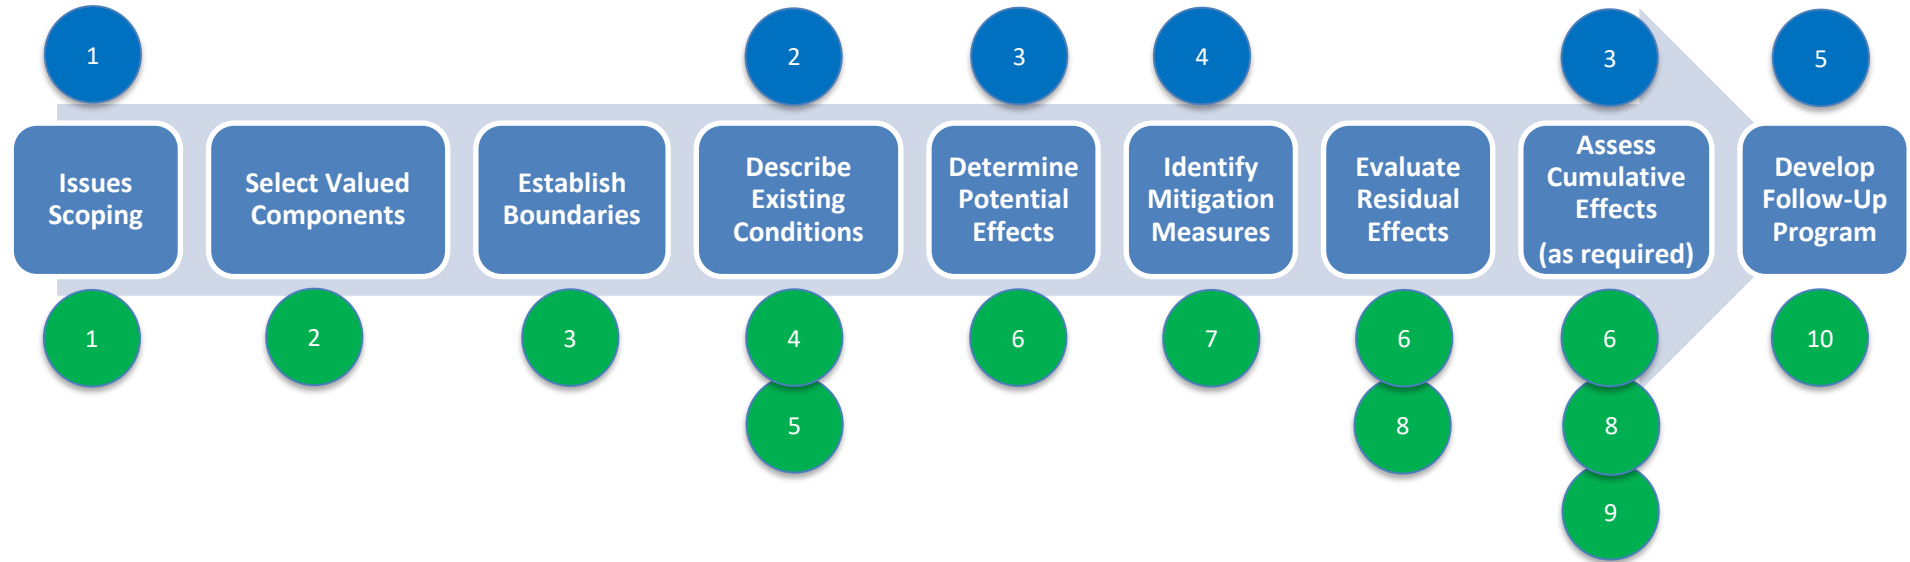 1
2
3
4
3
5
Issues
Scoping
Select Valued
Components
Establish
Boundaries
Describe
Existing
Conditions
Determine
Potential
Effects
Identify
Mitigation
Measures
Evaluate
Residual
Effects
Assess
Cumulative
Effects
(as required)
Develop
Follow-Up
Program
1
2
3
4
6
7
6
6
10
5
8
8
9